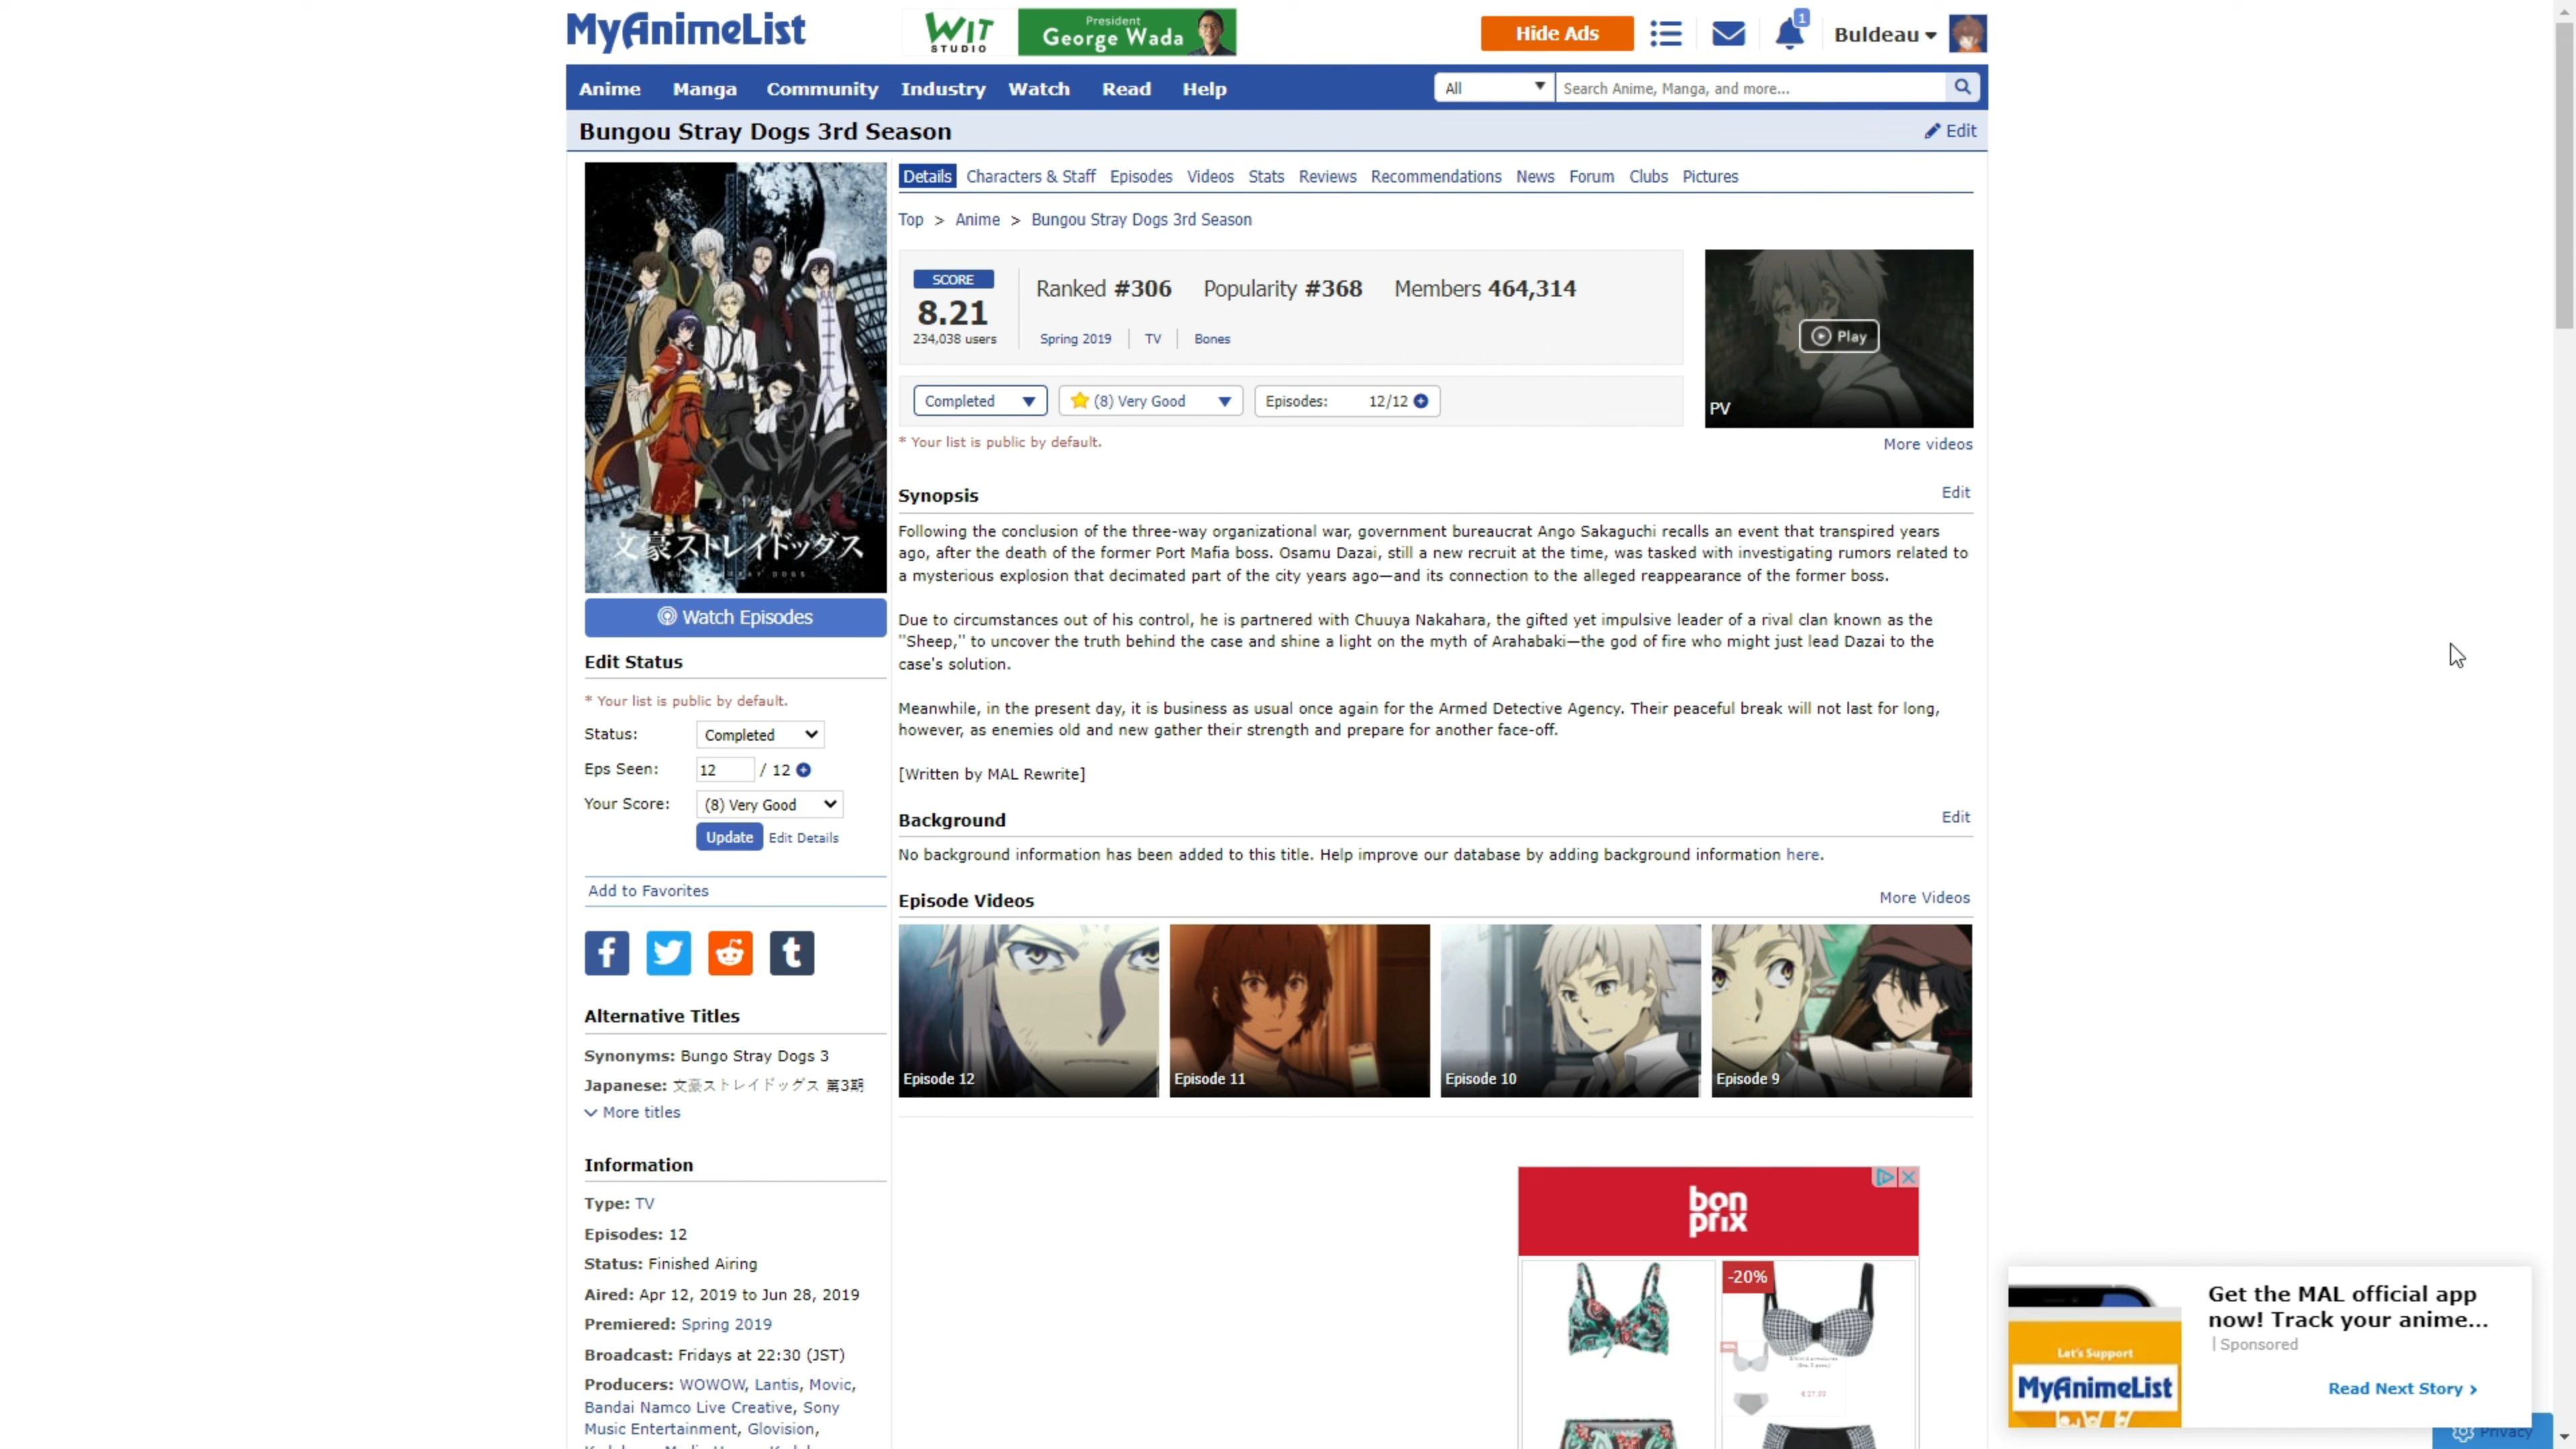 MyAnimeList
WIT STUDIO
President
George Wada
Hide Ads
1
Buldeau
Anime Manga Community Industry Watch Read Help
All
Search Anime, Manga, and more...
Bungou Stray Dogs 3rd Season
Edit
Details Characters & Staff Episodes Videos Stats Reviews Recommendations News Forum Clubs Pictures
Top > Anime > Bungou Stray Dogs 3rd Season
SCORE
8.21
234,038 users
Ranked #306 Popularity #368 Members 464,314
Spring 2019 TV Bones
Completed (8) Very Good Episodes: 12/12
* Your list is public by default.
Play
PV
More videos
文豪ストレイドッグス
Watch Episodes
Edit Status
* Your list is public by default.
Status: Completed
Eps Seen: 12 / 12
Your Score: (8) Very Good
Update Edit Details
Add to Favorites
Alternative Titles
Synonyms: Bungo Stray Dogs 3
Japanese: 文豪ストレイドッグス 第3期
More titles
Information
Type: TV
Episodes: 12
Status: Finished Airing
Aired: Apr 12, 2019 to Jun 28, 2019
Premiered: Spring 2019
Broadcast: Fridays at 22:30 (JST)
Producers: WOWOW, Lantis, Movic,
Bandai Namco Live Creative, Sony
Music Entertainment, Glovision,
Synopsis
Edit
Following the conclusion of the three-way organizational war, government bureaucrat Ango Sakaguchi recalls an event that transpired years
ago, after the death of the former Port Mafia boss. Osamu Dazai, still a new recruit at the time, was tasked with investigating rumors related to
a mysterious explosion that decimated part of the city years ago—and its connection to the alleged reappearance of the former boss.
Due to circumstances out of his control, he is partnered with Chuuya Nakahara, the gifted yet impulsive leader of a rival clan known as the
"Sheep," to uncover the truth behind the case and shine a light on the myth of Arahabaki—the god of fire who might just lead Dazai to the
case's solution.
Meanwhile, in the present day, it is business as usual once again for the Armed Detective Agency. Their peaceful break will not last for long,
however, as enemies old and new gather their strength and prepare for another face-off.
[Written by MAL Rewrite]
Background
Edit
No background information has been added to this title. Help improve our database by adding background information here.
Episode Videos
More Videos
Episode 12
Episode 11
Episode 10
Episode 9
bon
prix
-20%
Get the MAL official app
now! Track your anime...
Sponsored
Let's Support
MyAnimeList
Read Next Story
Privacy